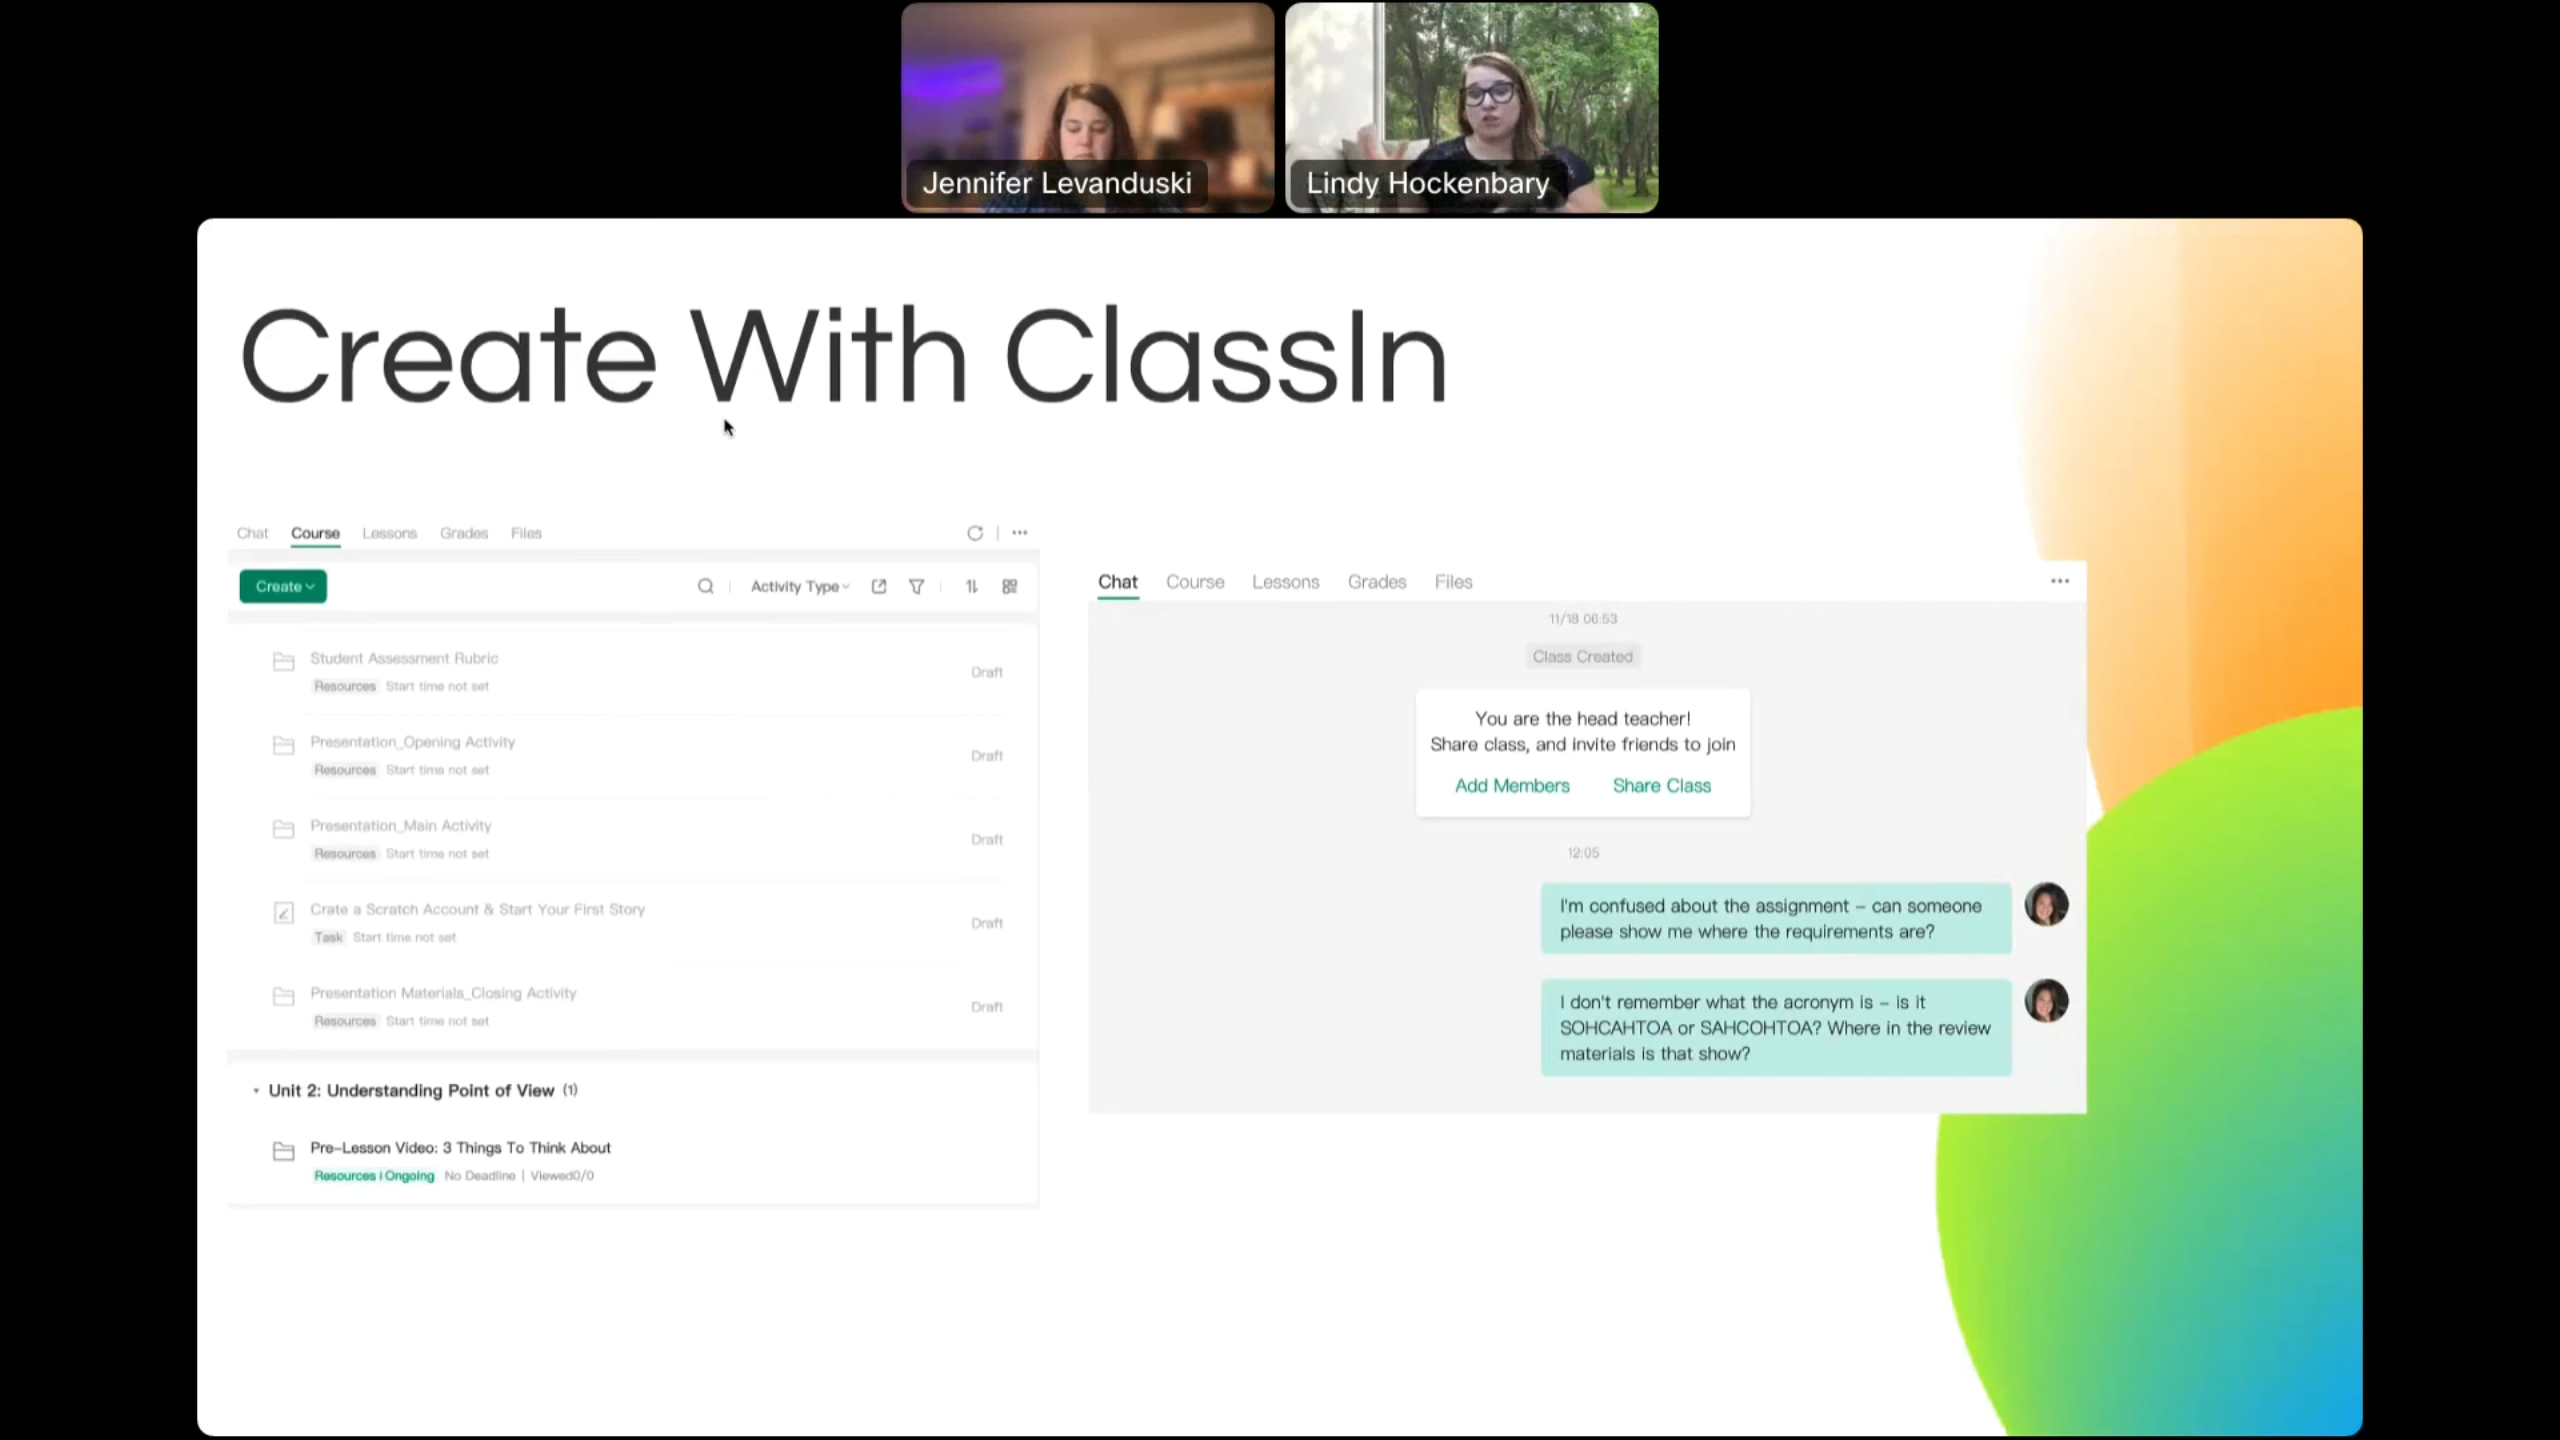 Jennifer Levanduski
Lindy Hockenbary
Create With ClassIn
Chat Course Lessons Grades Files
Create
Activity Type
Student Assessment Rubric
Resources Start time not set
Draft
Presentation_Opening Activity
Resources Start time not set
Draft
Presentation_Main Activity
Resources Start time not set
Draft
Crate a Scratch Account & Start Your First Story
Task Start time not set
Draft
Presentation Materials_Closing Activity
Resources Start time not set
Draft
Unit 2: Understanding Point of View (1)
Pre-Lesson Video: 3 Things To Think About
Resources | Ongoing No Deadline | Viewed0/0
Chat Course Lessons Grades Files
11/18 06:53
Class Created
You are the head teacher!
Share class, and invite friends to join
Add Members Share Class
12:05
I'm confused about the assignment – can someone
please show me where the requirements are?
I don't remember what the acronym is – is it
SOHCAHTOA or SAHCOHTOA? Where in the review
materials is that show?